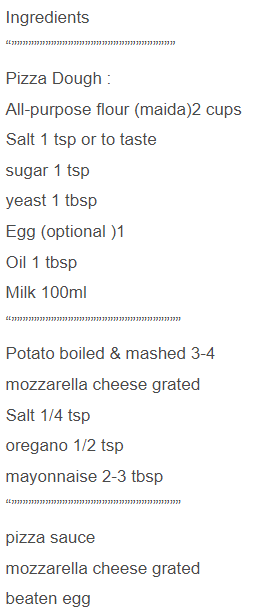 Ingredients
“””””””””””””””””””””””””””””””
Pizza Dough :
All-purpose flour (maida)2 cups
Salt 1 tsp or to taste
sugar 1 tsp
yeast 1 tbsp
Egg (optional )1
Oil 1 tbsp
Milk 100ml
“””””””””””””””””””””””””””””””’
Potato boiled & mashed 3-4
mozzarella cheese grated
Salt 1/4 tsp
oregano 1/2 tsp
mayonnaise 2-3 tbsp
“””””””””””””””””””””””””””””””’
pizza sauce
mozzarella cheese grated
beaten egg